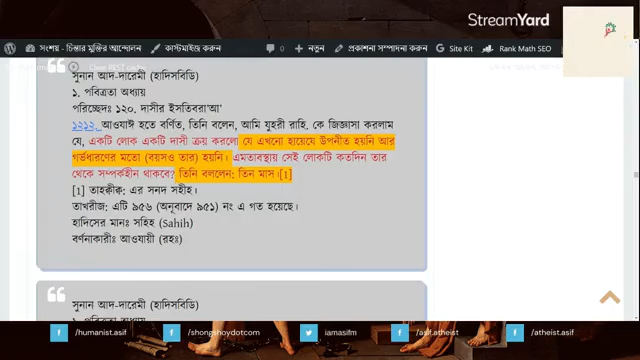 StreamYard
সংশয় - চিন্তার মুক্তির আন্দোলন কাস্টমাইজ করুন 0 + নতুন প্রকাশনা সম্পাদনা করুন Site Kit Rank Math SEO
সুনান আদ-দারেমী (হাদিসবিডি)
১. পবিত্রতা অধ্যায়
পরিচ্ছেদঃ ১২০. দাসীর ইসতিবরা'আ'
১২১২. আওযাঈ হতে বর্ণিত, তিনি বলেন, আমি যুহরী রাহি. কে জিজ্ঞাসা করলাম
যে, একটি লোক একটি দাসী ক্রয় করলো যে এখনো হায়েযে উপনীত হয়নি আর
গর্ভধারণের মতো (বয়সও তার) হয়নি। এমতাবস্থায় সেই লোকটি কতদিন তার
থেকে সম্পর্কহীন থাকবে? তিনি বললেন: তিন মাস।[1]
[1] তাহক্বীক্ব: এর সনদ সহীহ।
তাখরীজ: এটি ৯৫৬ (অনূবাদে ৯৫১) নং এ গত হয়েছে।
হাদিসের মানঃ সহিহ (Sahih)
বর্ণনাকারীঃ আওযায়ী (রহঃ)
সুনান আদ-দারেমী (হাদিসবিডি)
/humanist.asif /shongshoydotcom iamasifm /asif.atheist /atheist.asif